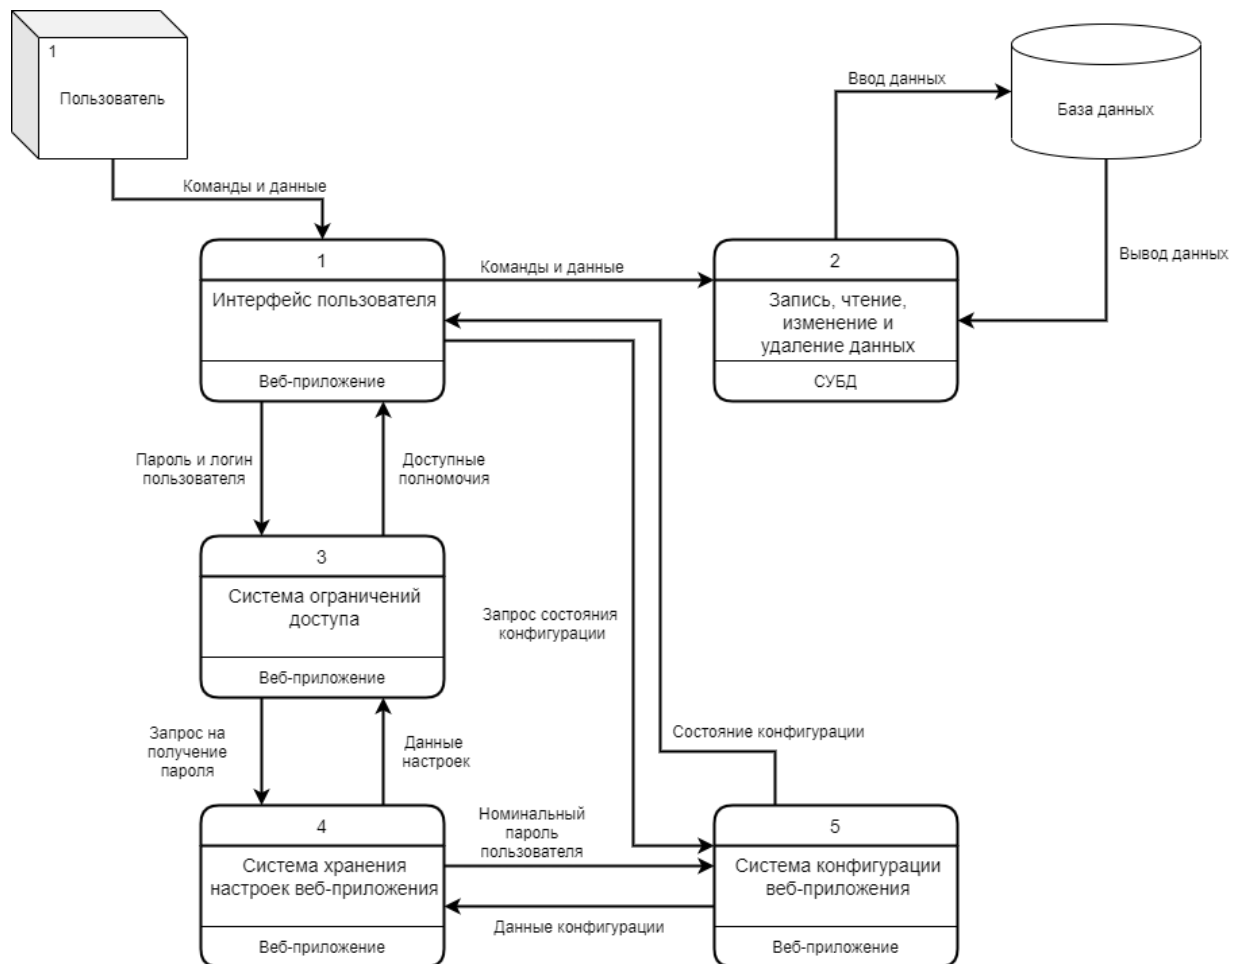 1
Пользователь
Ввод данных
База данных
Команды и данные
Вывод данных
1
Интерфейс пользователя
Веб-приложение
Команды и данные
2
Запись, чтение,
изменение и
удаление данных
СУБД
Пароль и логин
пользователя
Доступные
полномочия
3
Система ограничений
доступа
Веб-приложение
Запрос состояния
конфигурации
Запрос на
получение
пароля
Данные
настроек
Состояние конфигурации
4
Система хранения
настроек веб-приложения
Веб-приложение
Номинальный
пароль
пользователя
Данные конфигурации
5
Система конфигурации
веб-приложения
Веб-приложение